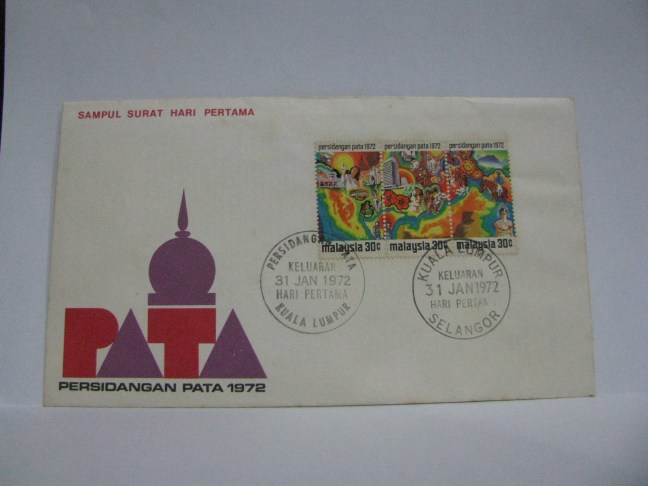 SAMPUL SURAT HARI PERTAMA
persidangan pata 1972 persidangan pata 1972 persidangan pata 1972
malaysia 30c malaysia 30c malaysia 30c
PERSIDANGAN PATA
KELUARAN
31 JAN 1972
HARI PERTAMA
KUALA LUMPUR
KUALA LUMPUR
KELUARAN
31 JAN 1972
HARI PERTAMA
SELANGOR
PATA
PERSIDANGAN PATA 1972